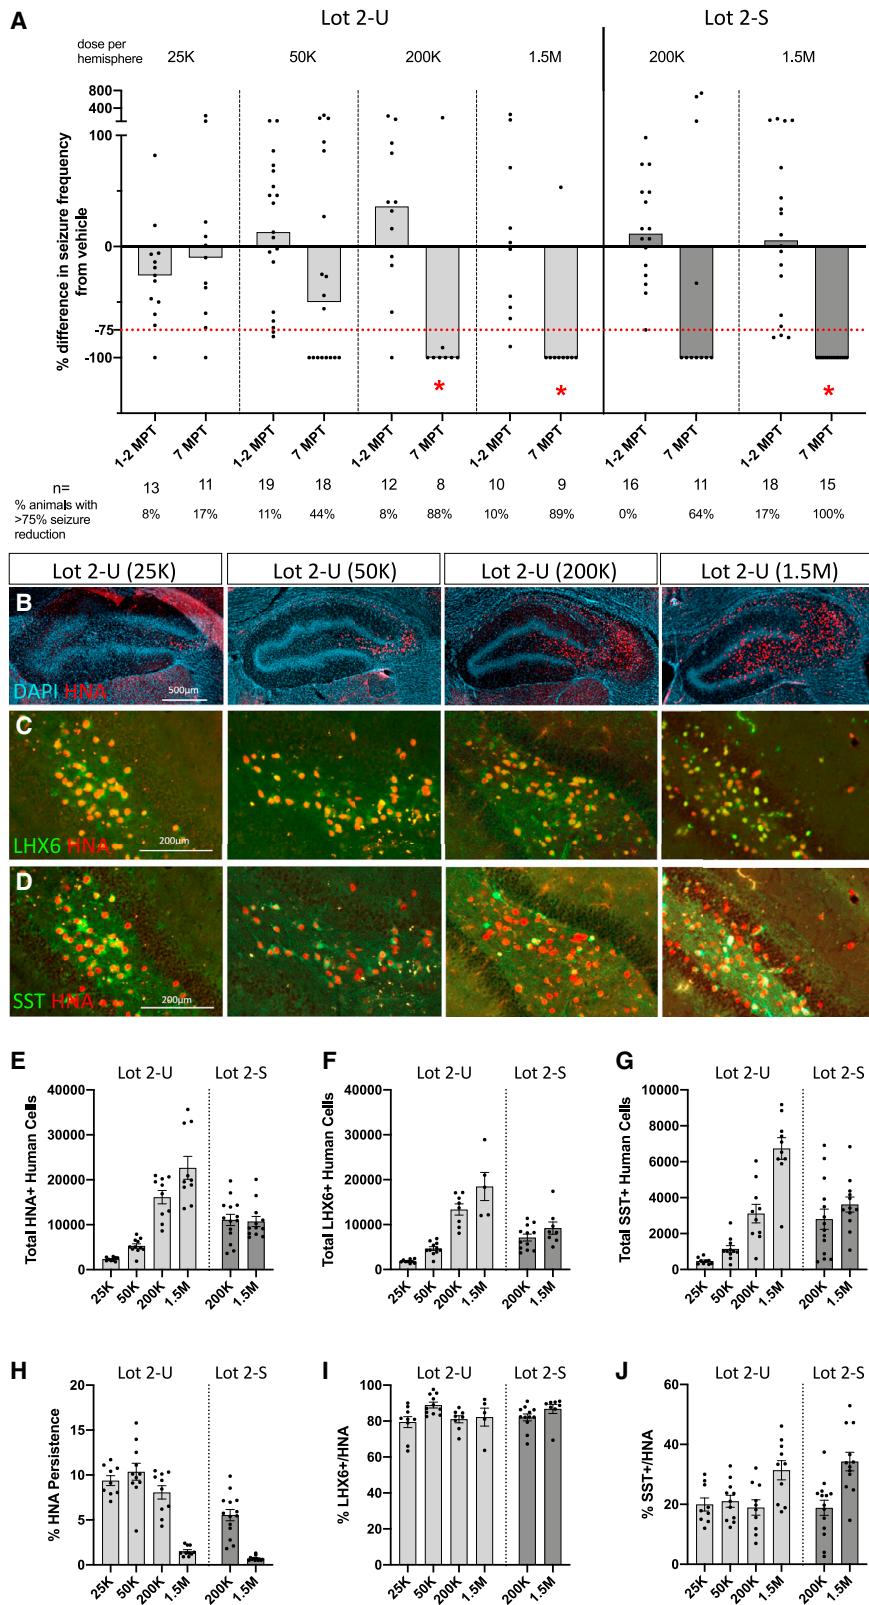 A
Lot 2-U
Lot 2-S
dose per
hemisphere
25K
50K
200K
1.5M
200K
1.5M
% difference in seizure frequency
from vehicle
800
400
100
0
-75
-100
*
*
*
1-2 MPT
7 MPT
1-2 MPT
7 MPT
1-2 MPT
7 MPT
1-2 MPT
7 MPT
1-2 MPT
7 MPT
1-2 MPT
7 MPT
n= 13 11 19 18 12 8 10 9 16 11 18 15
% animals with
>75% seizure
reduction
8% 17% 11% 44% 8% 88% 10% 89% 0% 64% 17% 100%
Lot 2-U (25K)
Lot 2-U (50K)
Lot 2-U (200K)
Lot 2-U (1.5M)
B
DAPI HNA
500µm
C
LHX6 HNA
200µm
D
SST HNA
200µm
E
Lot 2-U
Lot 2-S
Total HNA+ Human Cells
40000
30000
20000
10000
0
25K
50K
200K
1.5M
200K
1.5M
F
Lot 2-U
Lot 2-S
Total LHX6+ Human Cells
40000
30000
20000
10000
0
25K
50K
200K
1.5M
200K
1.5M
G
Lot 2-U
Lot 2-S
Total SST+ Human Cells
10000
8000
6000
4000
2000
0
25K
50K
200K
1.5M
200K
1.5M
H
Lot 2-U
Lot 2-S
% HNA Persistence
20
15
10
5
0
25K
50K
200K
1.5M
200K
1.5M
I
Lot 2-U
Lot 2-S
% LHX6+/HNA
100
80
60
40
20
0
25K
50K
200K
1.5M
200K
1.5M
J
Lot 2-U
Lot 2-S
% SST+/HNA
60
40
20
0
25K
50K
200K
1.5M
200K
1.5M